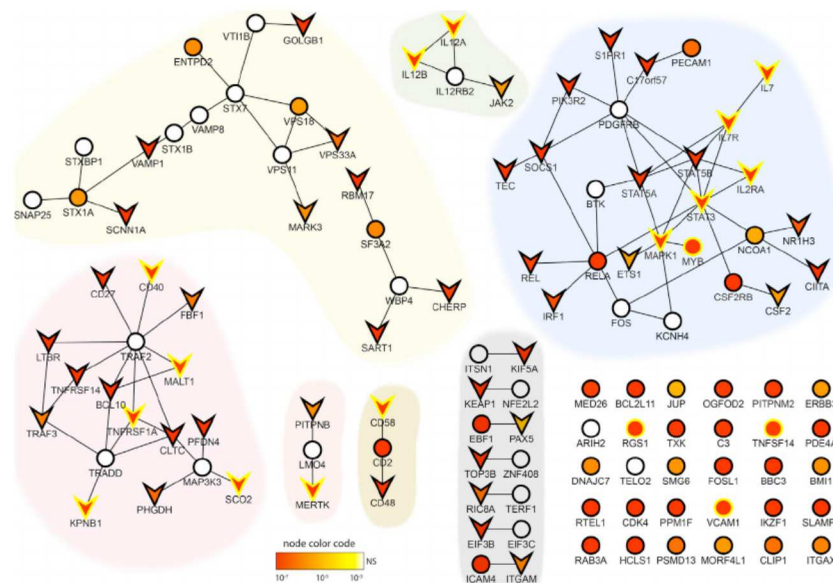 VTI1B
GOLGB1
ENTPD2
STX7
VAMP8
VPS18
STX1B
VPS11
VPS33A
STXBP1
VAMP1
SNAP25
STX1A
SCNN1A
MARK3
RBM17
SF3A2
WBP4
CHERP
SART1
IL12A
IL12B
IL12RB2
JAK2
S1PR1
C17orf57
PECAM1
PIK3R2
IL7
PDGFRB
IL7R
SOCS1
STAT5B
TEC
STAT5A
IL2RA
BTK
STAT3
MAPK1
MYB
NCOA1
NR1H3
REL
RELA
ETS1
CIITA
IRF1
FOS
CSF2RB
CSF2
KCNH4
CD40
CD27
FBF1
LTBR
TRAF2
TNFRSF14
MALT1
BCL10
TRAF3
TNFRSF1A
PFDN4
CLTC
TRADD
MAP3K3
SCO2
PHGDH
KPNB1
PITPNB
LMO4
MERTK
CD58
CD2
CD48
node color code
NS
ITSN1 KIF5A
KEAP1 NFE2L2
EBF1 PAX5
TOP3B ZNF408
RIC8A TERF1
EIF3B EIF3C
ICAM4 ITGAM
MED26 BCL2L11 JUP OGFOD2 PITPNM2 ERBB3
ARIH2 RGS1 TXK C3 TNFSF14 PDE4A
DNAJC7 TELO2 SMG6 FOSL1 BBC3 BMI1
RTEL1 CDK4 PPM1F VCAM1 IKZF1 SLAMF
RAB3A HCLS1 PSMD13 MORF4L1 CLIP1 ITGAX